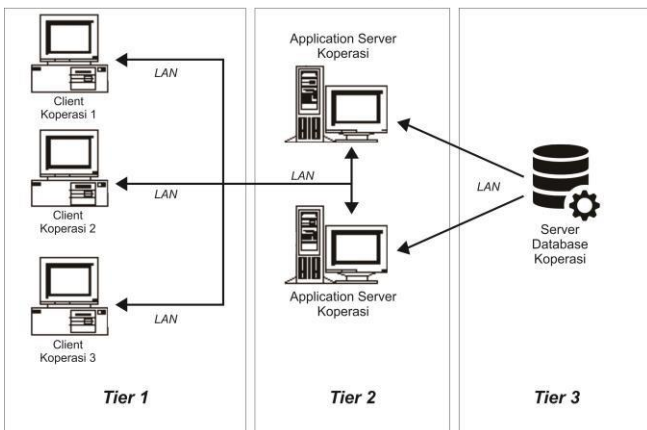 Client
Koperasi 1
LAN
Client
Koperasi 2
LAN
Client
Koperasi 3
LAN
Tier 1
Application Server
Koperasi
LAN
Application Server
Koperasi
Tier 2
LAN
Server
Database
Koperasi
Tier 3